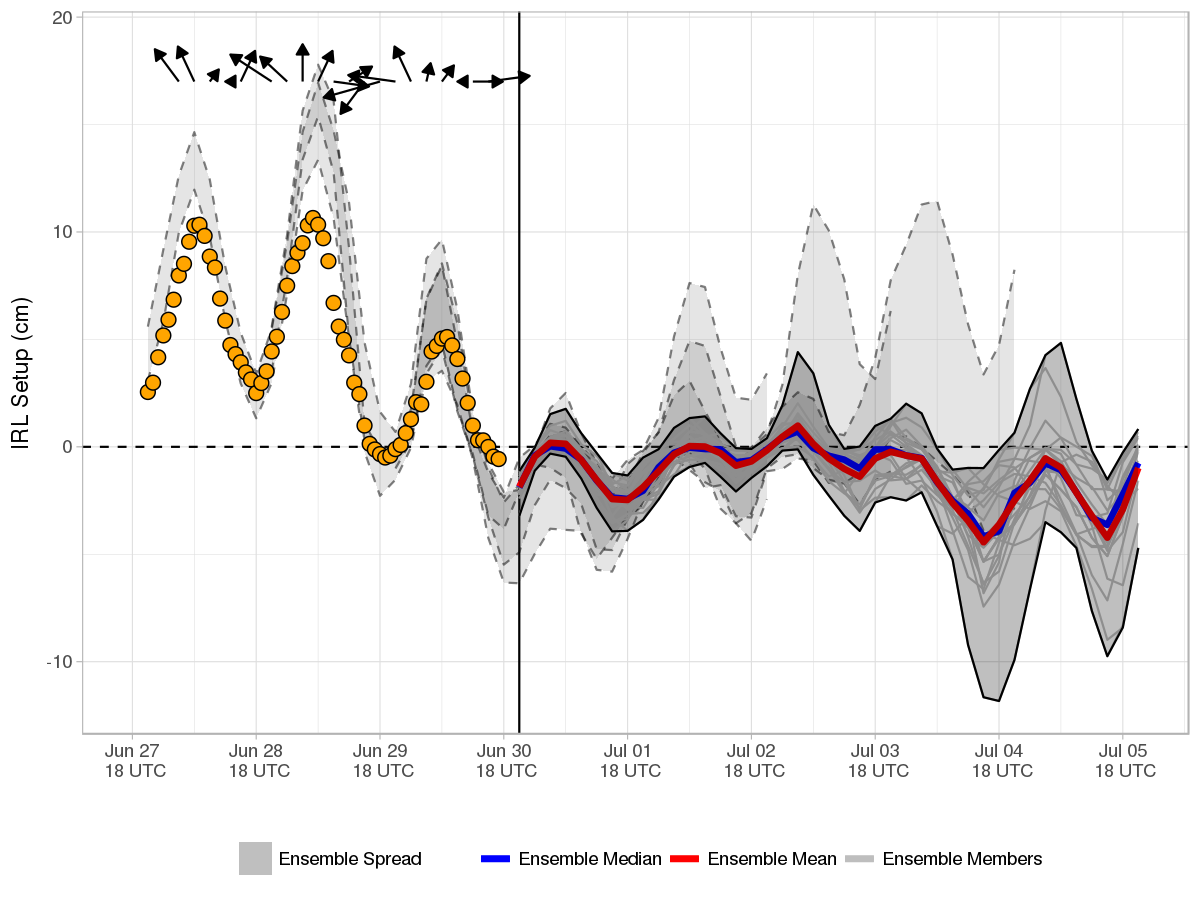 20
10
0
-10
IRL Setup (cm)
Jun 27 Jun 28 Jun 29 Jun 30 Jul 01 Jul 02 Jul 03 Jul 04 Jul 05
18 UTC 18 UTC 18 UTC 18 UTC 18 UTC 18 UTC 18 UTC 18 UTC 18 UTC
Ensemble Spread Ensemble Median Ensemble Mean Ensemble Members